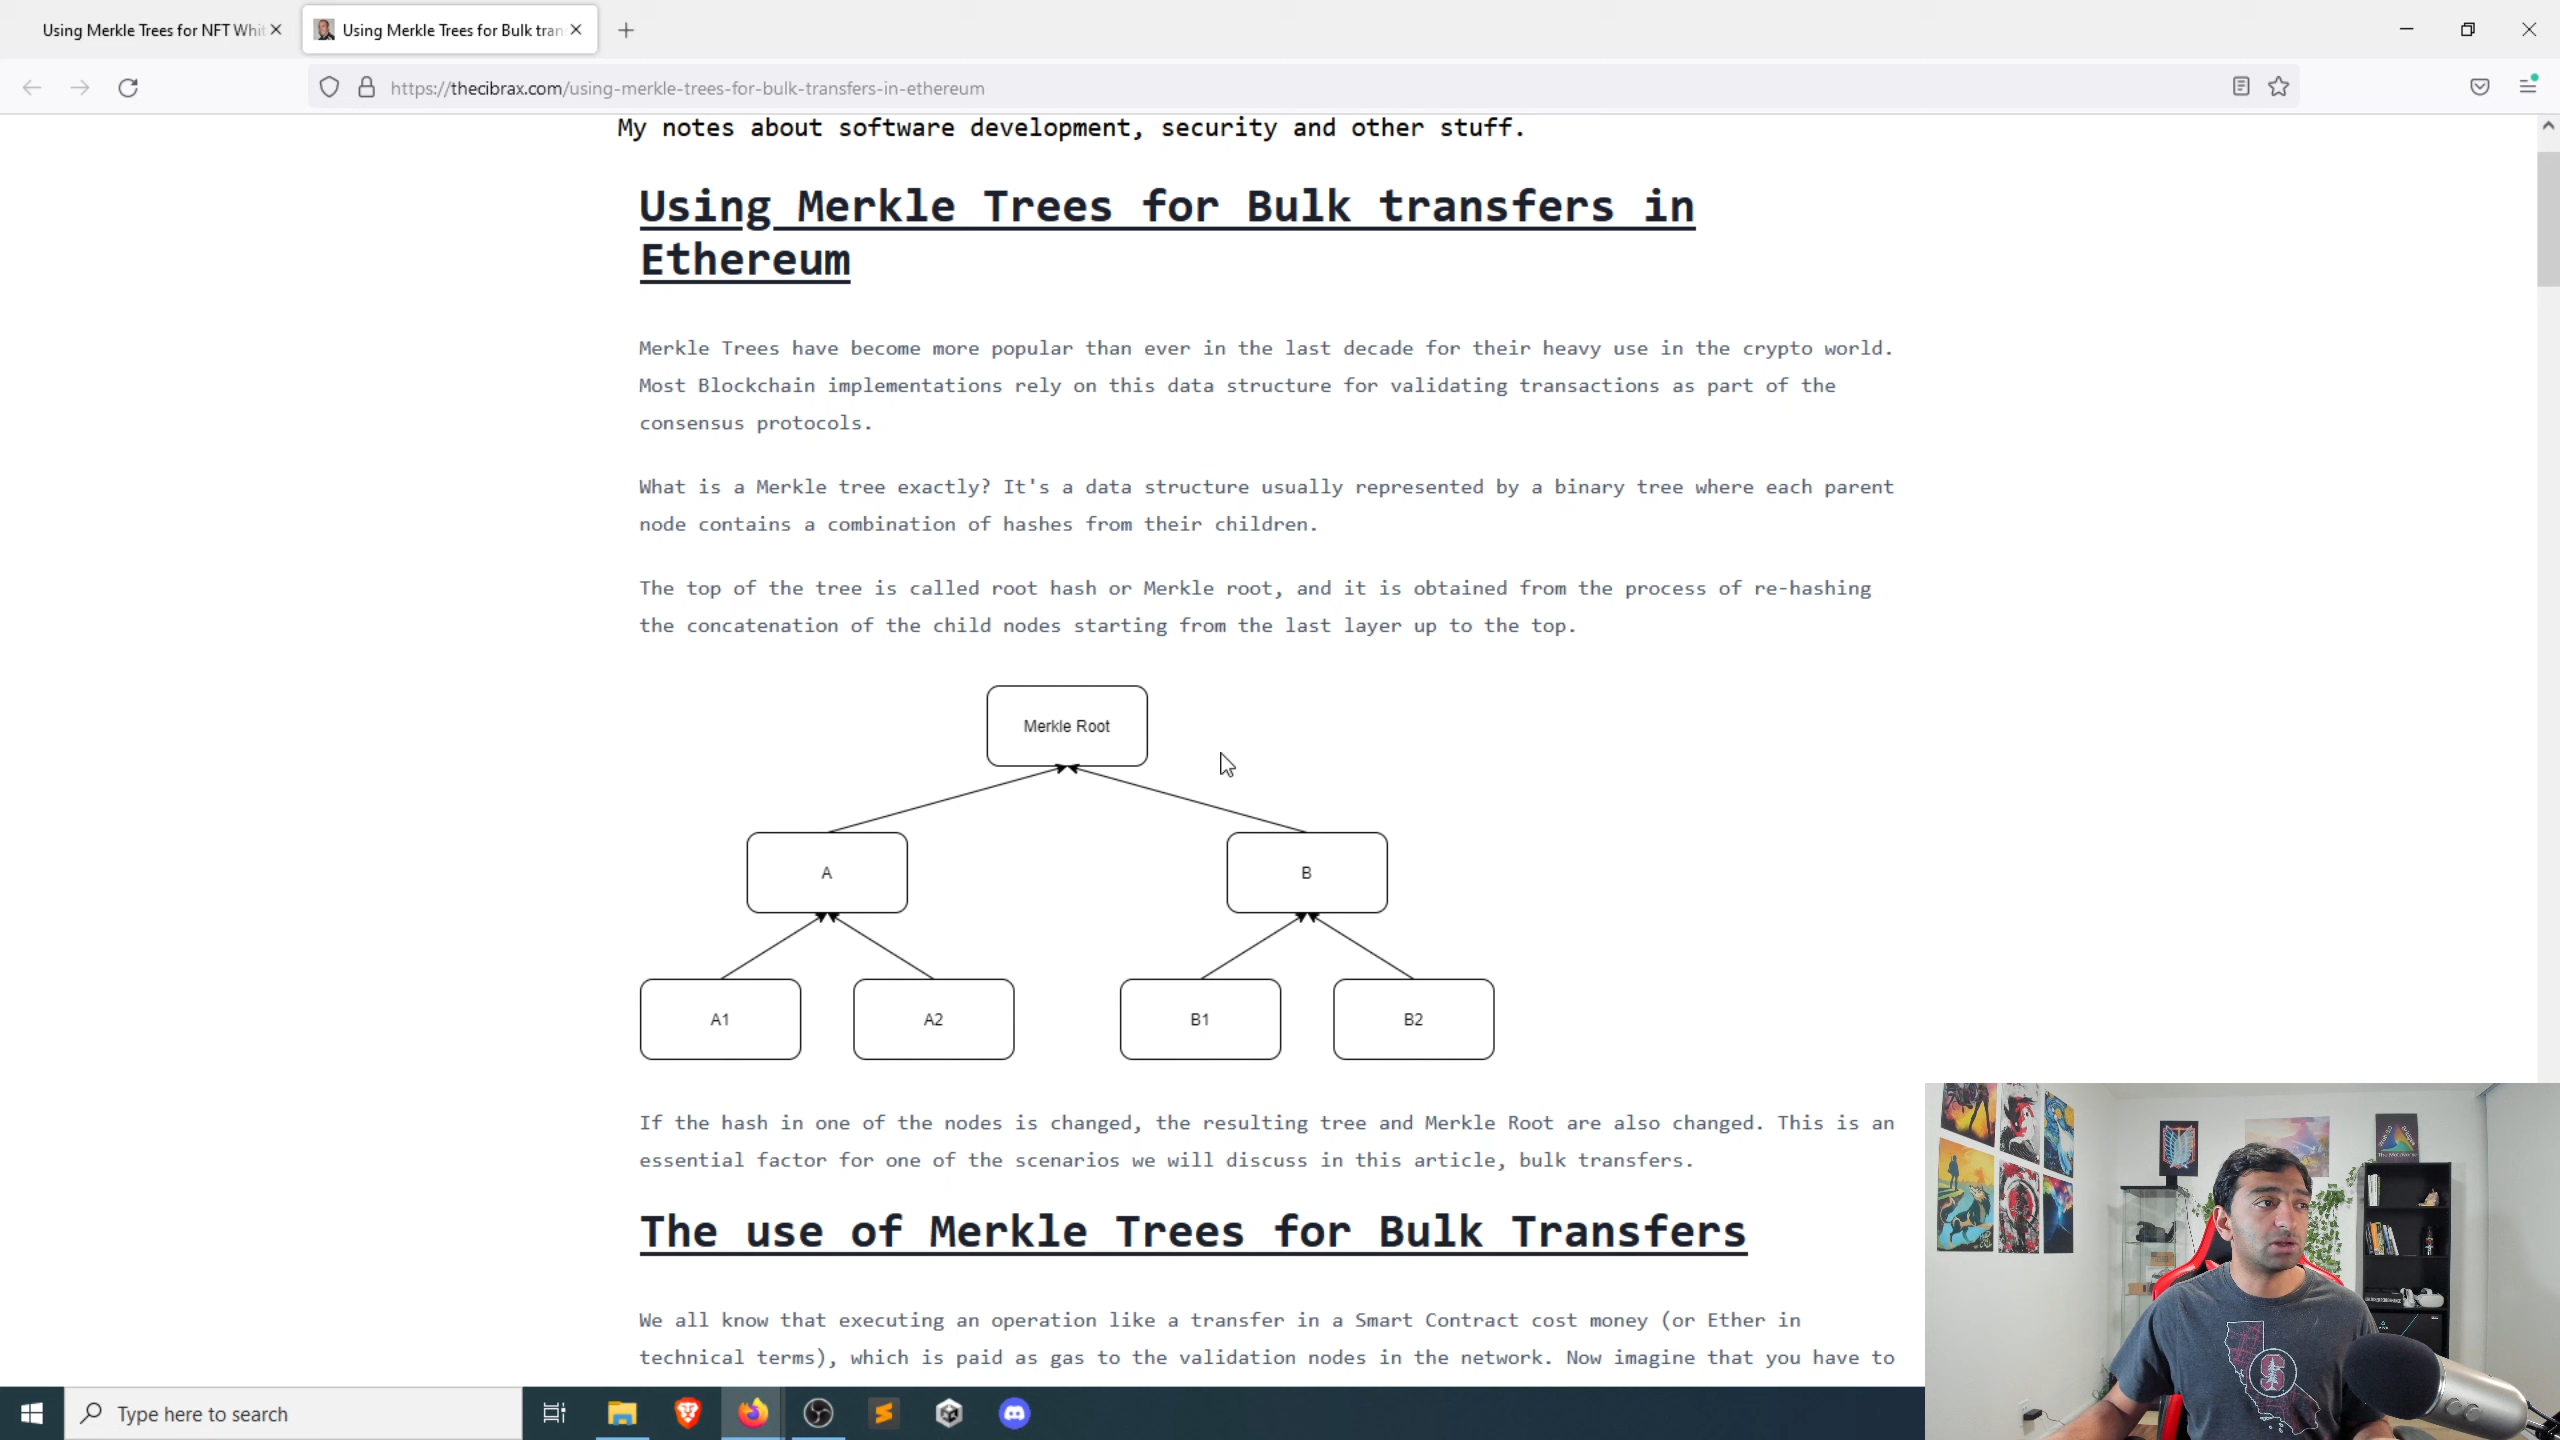 Using Merkle Trees for NFT Whit
Using Merkle Trees for Bulk tran
https://thecibrax.com/using-merkle-trees-for-bulk-transfers-in-ethereum
My notes about software development, security and other stuff.
Using Merkle Trees for Bulk transfers in
Ethereum
Merkle Trees have become more popular than ever in the last decade for their heavy use in the crypto world.
Most Blockchain implementations rely on this data structure for validating transactions as part of the
consensus protocols.
What is a Merkle tree exactly? It's a data structure usually represented by a binary tree where each parent
node contains a combination of hashes from their children.
The top of the tree is called root hash or Merkle root, and it is obtained from the process of re-hashing
the concatenation of the child nodes starting from the last layer up to the top.
Merkle Root
A
B
A1
A2
B1
B2
If the hash in one of the nodes is changed, the resulting tree and Merkle Root are also changed. This is an
essential factor for one of the scenarios we will discuss in this article, bulk transfers.
The use of Merkle Trees for Bulk Transfers
We all know that executing an operation like a transfer in a Smart Contract cost money (or Ether in
technical terms), which is paid as gas to the validation nodes in the network. Now imagine that you have to
Type here to search